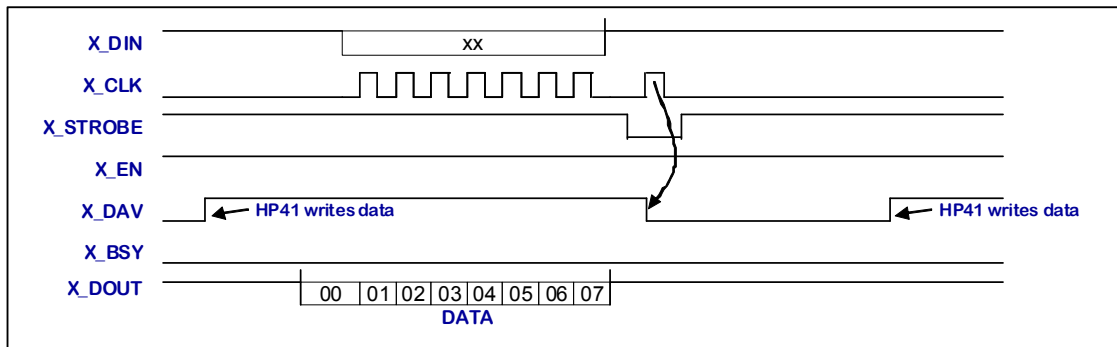 X_DIN
xx
X_CLK
X_STROBE
X_EN
X_DAV
HP41 writes data
HP41 writes data
X_BSY
X_DOUT
00 01 02 03 04 05 06 07
DATA